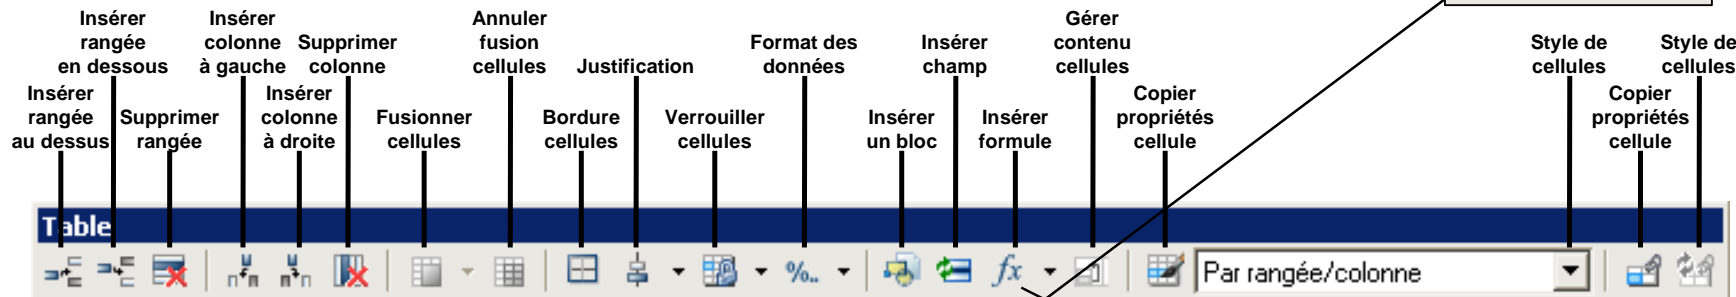 Insérer
rangée
en dessous
Insérer
colonne
à gauche
Supprimer
colonne
Annuler
fusion
cellules
Justification
Format des
données
Insérer
champ
Gérer
contenu
cellules
Style de
cellules
Style de
cellules
Insérer
rangée
au dessus
Supprimer
rangée
Insérer
colonne
à droite
Fusionner
cellules
Bordure
cellules
Verrouiller
cellules
Insérer
un bloc
Insérer
formule
Copier
propriétés
cellule
Copier
propriétés
cellule
Table
%..
fx
Par rangée/colonne